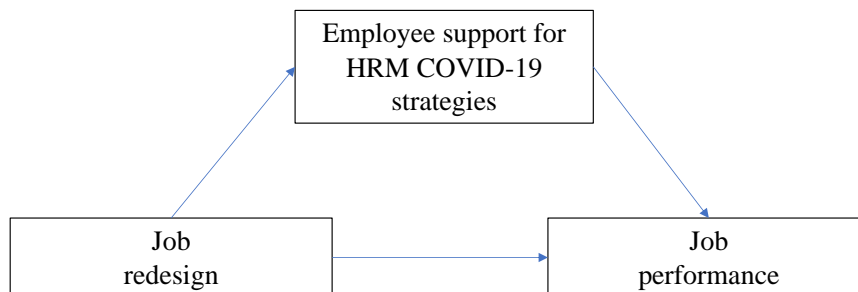 Employee support for
HRM COVID-19
strategies
Job
redesign
Job
performance